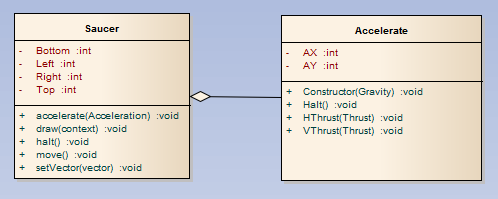 Saucer
- Bottom :int
- Left :int
- Right :int
- Top :int
+ accelerate(Acceleration) :void
+ draw(context) :void
+ halt() :void
+ move() :void
+ setVector(vector) :void
Accelerate
- AX :int
- AY :int
+ Constructor(Gravity) :void
+ Halt() :void
+ HThrust(Thrust) :void
+ VThrust(Thrust) :void